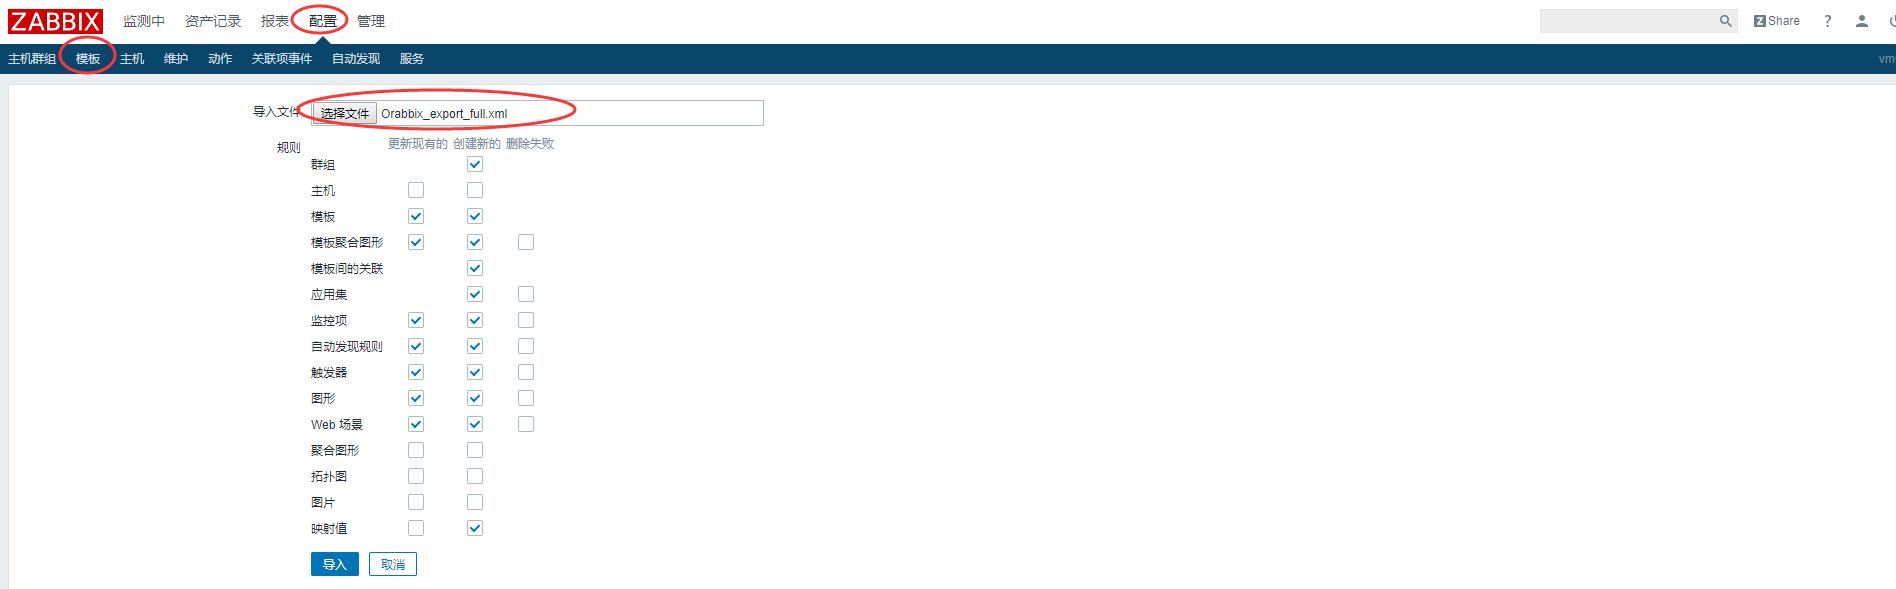 ZABBIX 监测中 资产记录 报表 配置 管理 Z Share ?
主机群组 模板 主机 维护 动作 关联项事件 自动发现 服务 vm
导入文件 选择文件 Orabbix_export_full.xml
规则 更新现有的 创建新的 删除失败
群组
主机
模板
模板聚合图形
模板间的关联
应用集
监控项
自动发现规则
触发器
图形
Web 场景
聚合图形
拓扑图
图片
映射值
导入 取消